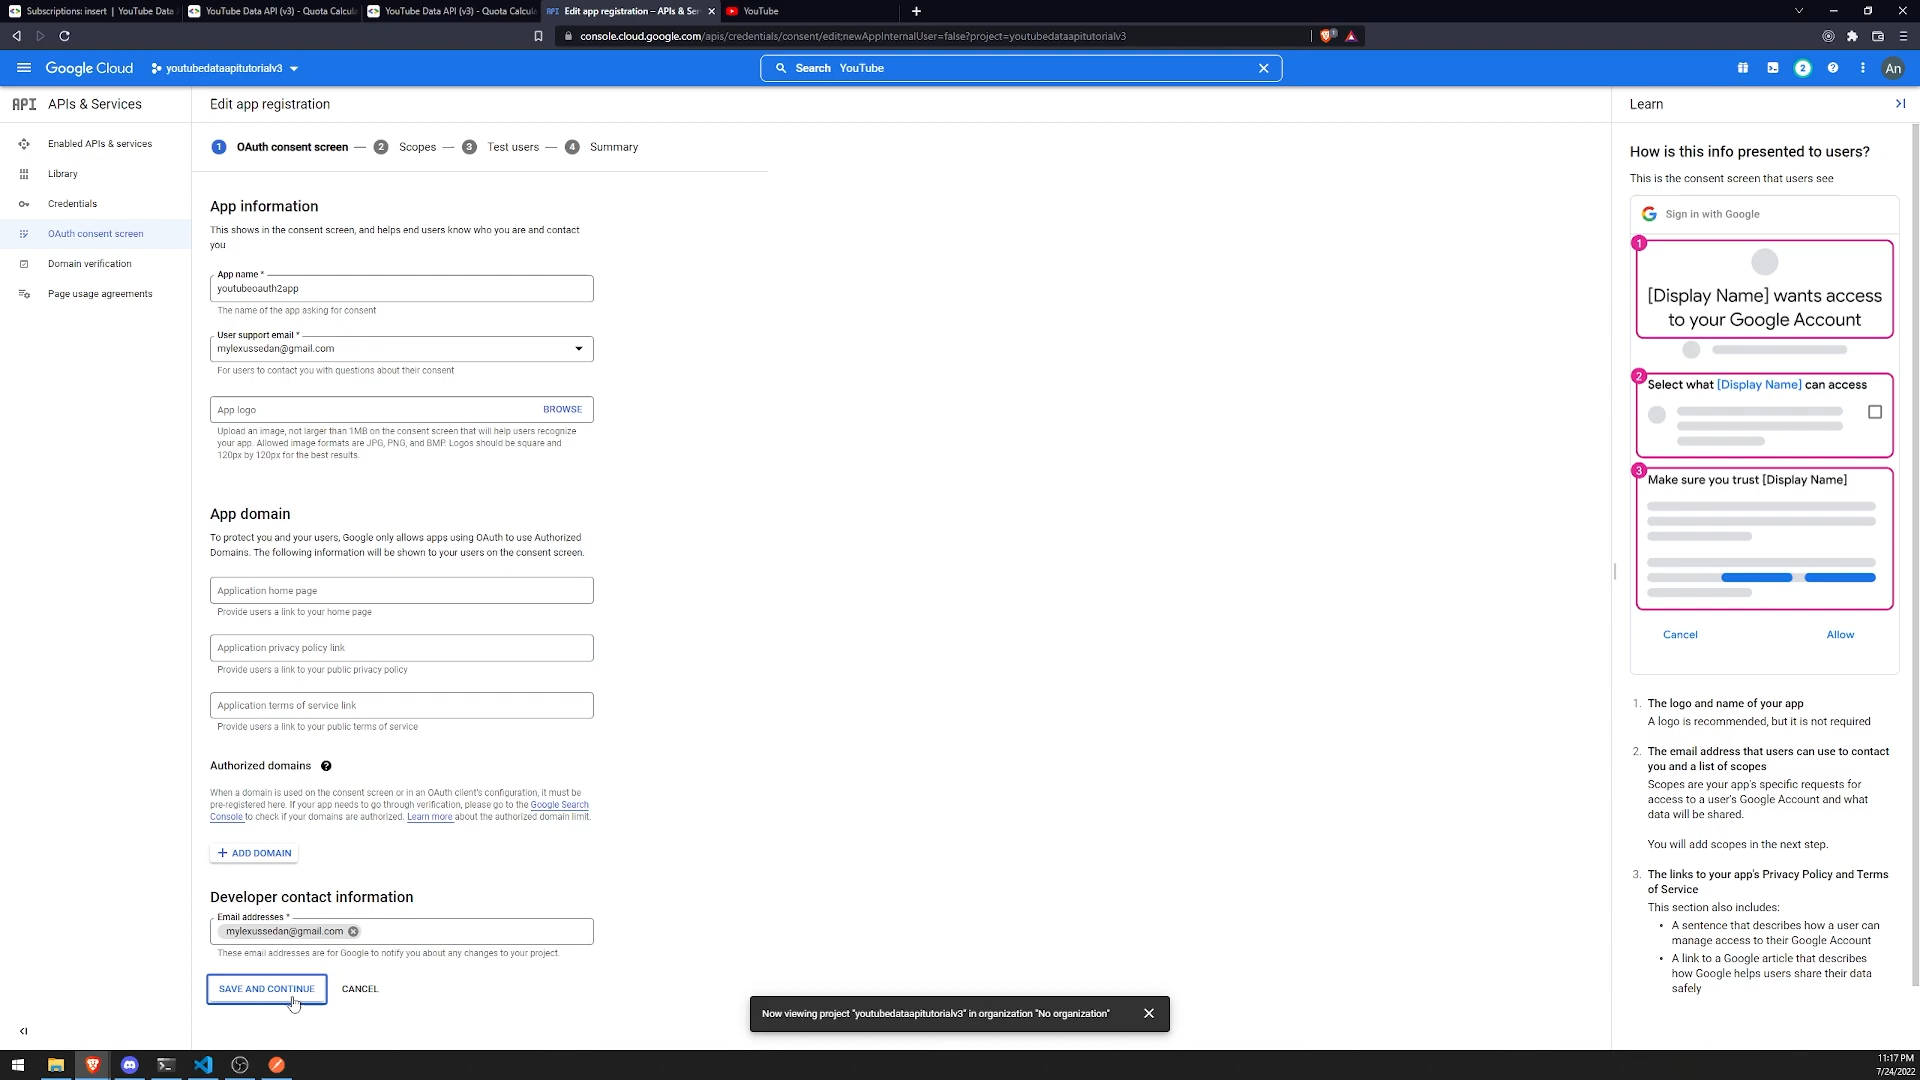 Subscriptions: insert | YouTube Data
YouTube Data API (v3) - Quota Calcul
YouTube Data API (v3) - Quota Calcul
API Edit app registration – APIs & Se
YouTube
console.cloud.google.com/apis/credentials/consent/edit;newAppInternalUser=false?project=youtubedataapitutorialv3
1
Google Cloud
youtubedataapitutorialv3
Search YouTube
2
An
API APIs & Services
Enabled APIs & services
Library
Credentials
OAuth consent screen
Domain verification
Page usage agreements
Edit app registration
1 OAuth consent screen — 2 Scopes — 3 Test users — 4 Summary
App information
This shows in the consent screen, and helps end users know who you are and contact
you
App name *
youtubeoauth2app
The name of the app asking for consent
User support email *
mylexussedan@gmail.com
For users to contact you with questions about their consent
App logo
BROWSE
Upload an image, not larger than 1MB on the consent screen that will help users recognize
your app. Allowed image formats are JPG, PNG, and BMP. Logos should be square and
120px by 120px for the best results.
App domain
To protect you and your users, Google only allows apps using OAuth to use Authorized
Domains. The following information will be shown to your users on the consent screen.
Application home page
Provide users a link to your home page
Application privacy policy link
Provide users a link to your public privacy policy
Application terms of service link
Provide users a link to your public terms of service
Authorized domains
When a domain is used on the consent screen or in an OAuth client's configuration, it must be
pre-registered here. If your app needs to go through verification, please go to the Google Search
Console to check if your domains are authorized. Learn more about the authorized domain limit.
+ ADD DOMAIN
Developer contact information
Email addresses *
mylexussedan@gmail.com
These email addresses are for Google to notify you about any changes to your project.
SAVE AND CONTINUE
CANCEL
Now viewing project "youtubedataapitutorialv3" in organization "No organization"
Learn
How is this info presented to users?
This is the consent screen that users see
Sign in with Google
1
[Display Name] wants access
to your Google Account
2
Select what [Display Name] can access
3
Make sure you trust [Display Name]
Cancel
Allow
1. The logo and name of your app
A logo is recommended, but it is not required
2. The email address that users can use to contact
you and a list of scopes
Scopes are your app's specific requests for
access to a user's Google Account and what
data will be shared.
You will add scopes in the next step.
3. The links to your app's Privacy Policy and Terms
of Service
This section also includes:
• A sentence that describes how a user can
manage access to their Google Account
• A link to a Google article that describes
how Google helps users share their data
safely
11:17 PM
7/24/2022